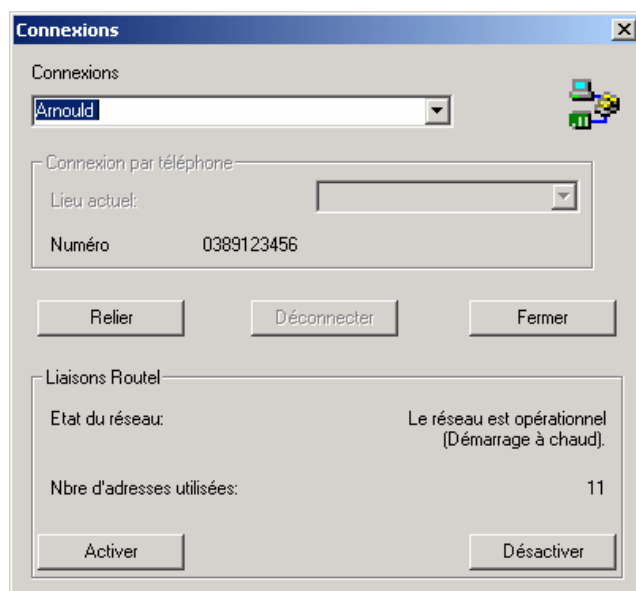 Connexions
Connexions
Arnould
Connexion par téléphone
Lieu actuel:
Numéro 0389123456
Relier Déconnecter Fermer
Liaisons Routel
Etat du réseau: Le réseau est opérationnel
(Démarrage à chaud).
Nbre d'adresses utilisées: 11
Activer Désactiver